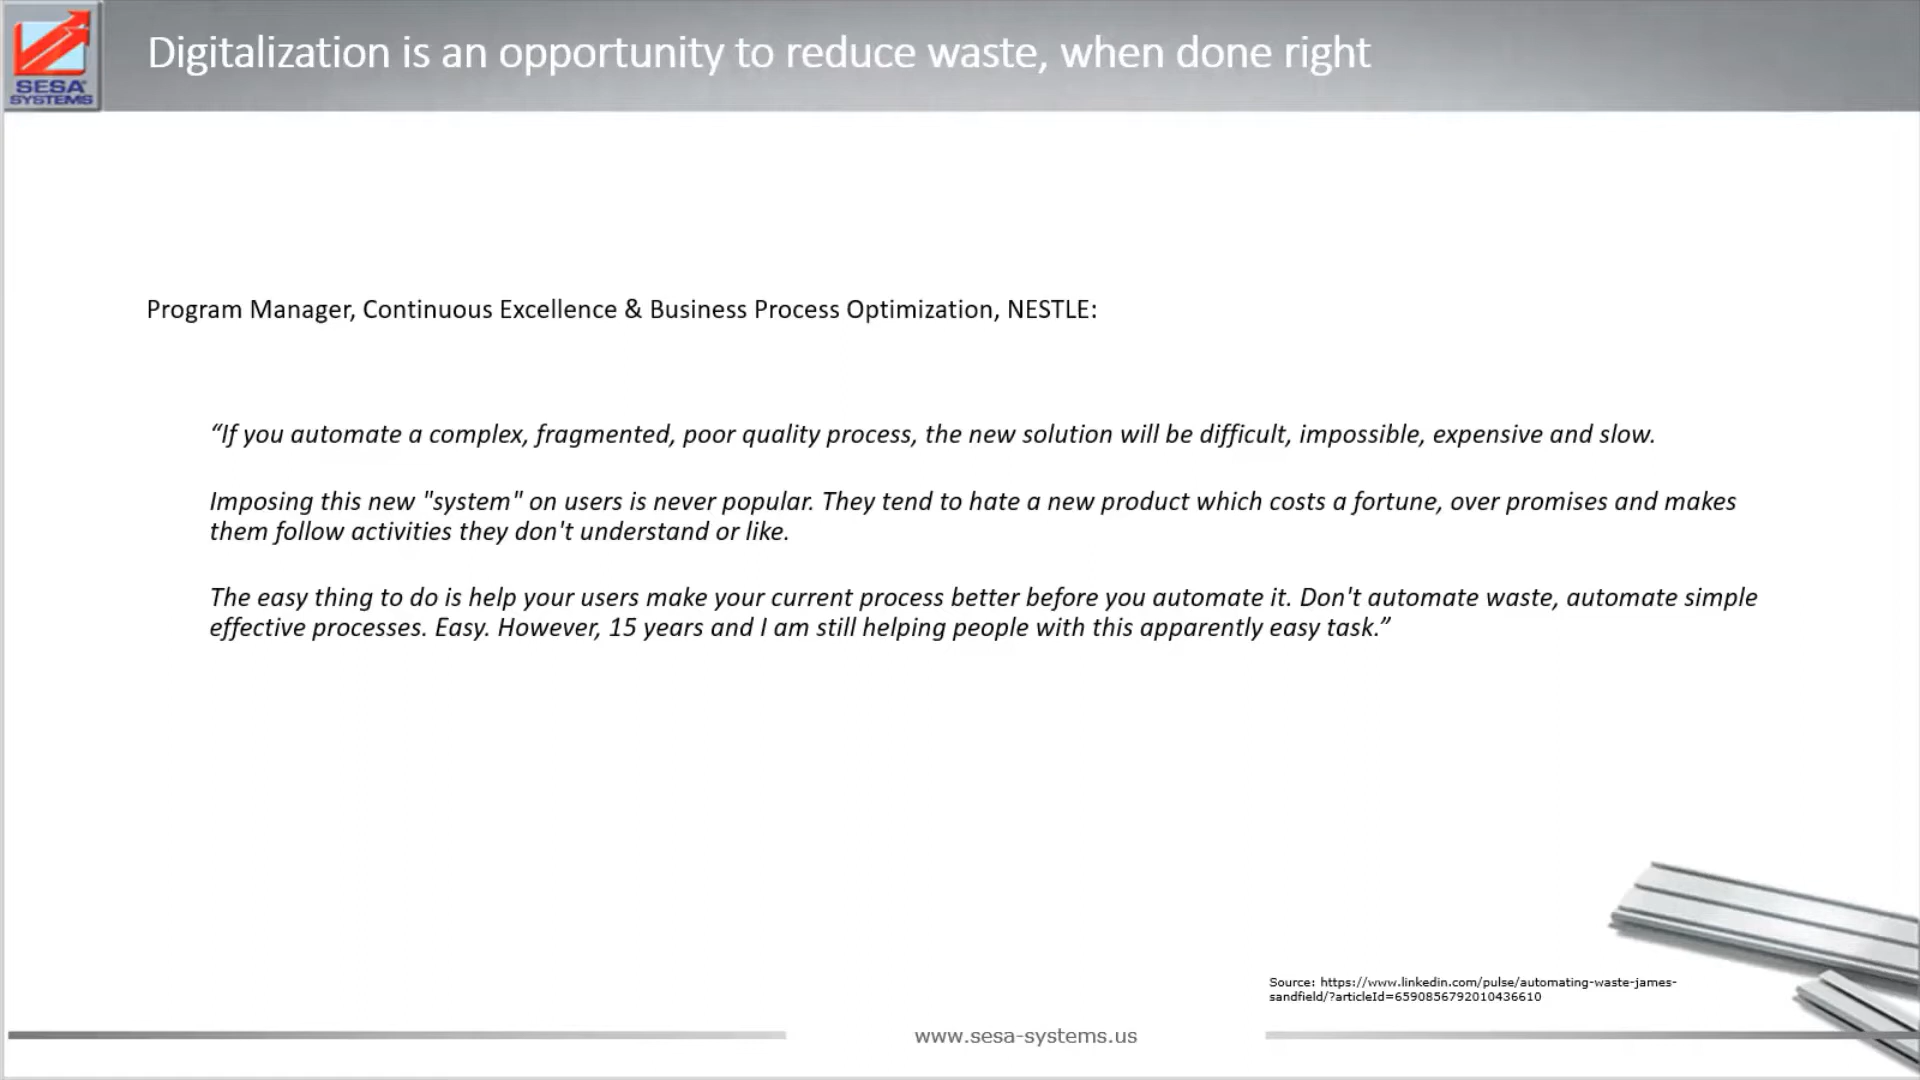 SESA
SYSTEMS
Digitalization is an opportunity to reduce waste, when done right
Program Manager, Continuous Excellence & Business Process Optimization, NESTLE:
“If you automate a complex, fragmented, poor quality process, the new solution will be difficult, impossible, expensive and slow.
Imposing this new "system" on users is never popular. They tend to hate a new product which costs a fortune, over promises and makes
them follow activities they don't understand or like.
The easy thing to do is help your users make your current process better before you automate it. Don't automate waste, automate simple
effective processes. Easy. However, 15 years and I am still helping people with this apparently easy task.”
Source: https://www.linkedin.com/pulse/automating-waste-james-
sandfield/?articleId=6590856792010436610
www.sesa-systems.us